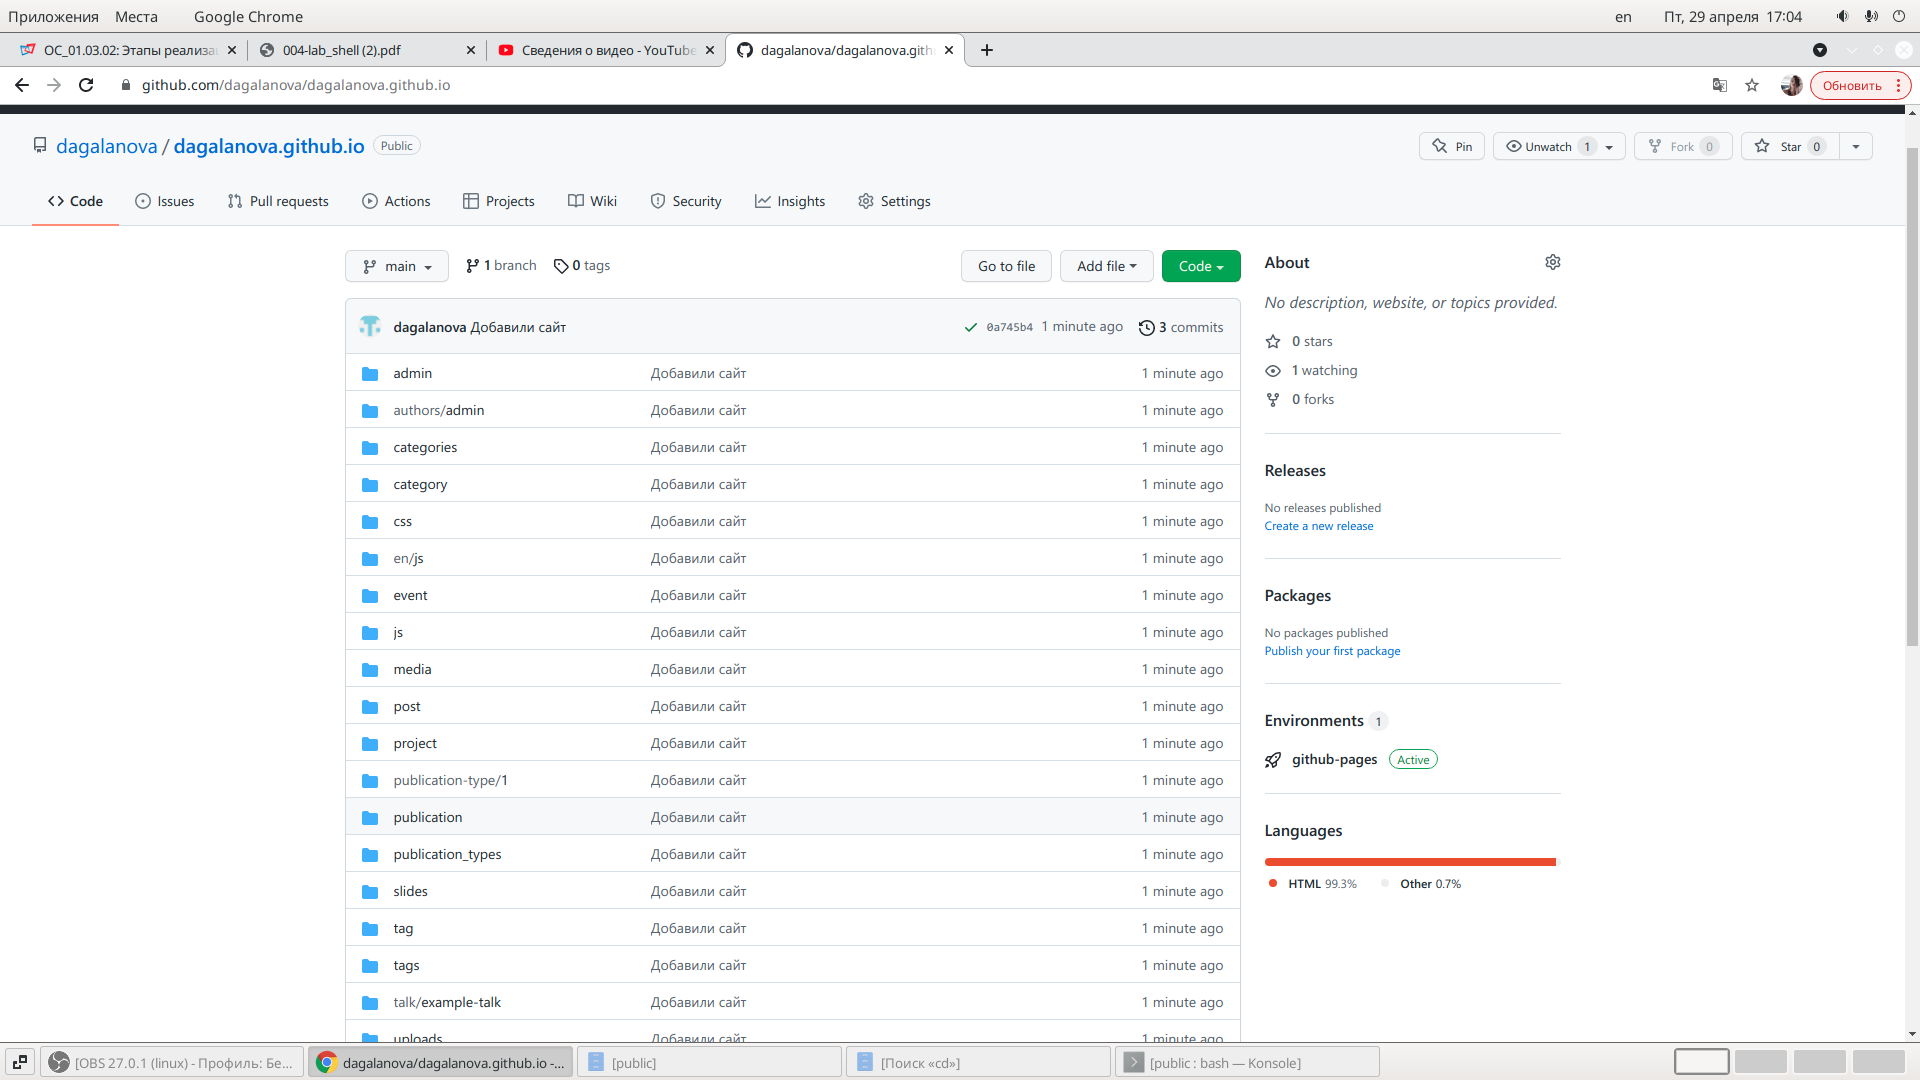 Приложения Места Google Chrome en Пт, 29 апреля 17:04
ОС_01.03.02: Этапы реализа 004-lab_shell (2).pdf Сведения о видео - YouTube dagalanova/dagalanova.gith
github.com/dagalanova/dagalanova.github.io Обновить
dagalanova / dagalanova.github.io Public Pin Unwatch 1 Fork 0 Star 0
Code Issues Pull requests Actions Projects Wiki Security Insights Settings
main 1 branch 0 tags Go to file Add file Code
dagalanova Добавили сайт 0a745b4 1 minute ago 3 commits
admin Добавили сайт 1 minute ago
authors/admin Добавили сайт 1 minute ago
categories Добавили сайт 1 minute ago
category Добавили сайт 1 minute ago
css Добавили сайт 1 minute ago
en/js Добавили сайт 1 minute ago
event Добавили сайт 1 minute ago
js Добавили сайт 1 minute ago
media Добавили сайт 1 minute ago
post Добавили сайт 1 minute ago
project Добавили сайт 1 minute ago
publication-type/1 Добавили сайт 1 minute ago
publication Добавили сайт 1 minute ago
publication_types Добавили сайт 1 minute ago
slides Добавили сайт 1 minute ago
tag Добавили сайт 1 minute ago
tags Добавили сайт 1 minute ago
talk/example-talk Добавили сайт 1 minute ago
uploads Добавили сайт 1 minute ago
About
No description, website, or topics provided.
0 stars
1 watching
0 forks
Releases
No releases published
Create a new release
Packages
No packages published
Publish your first package
Environments 1
github-pages Active
Languages
HTML 99.3% Other 0.7%
[OBS 27.0.1 (linux) - Профиль: Бе... dagalanova/dagalanova.github.io -... [public] [Поиск «cd»] [public : bash — Konsole]